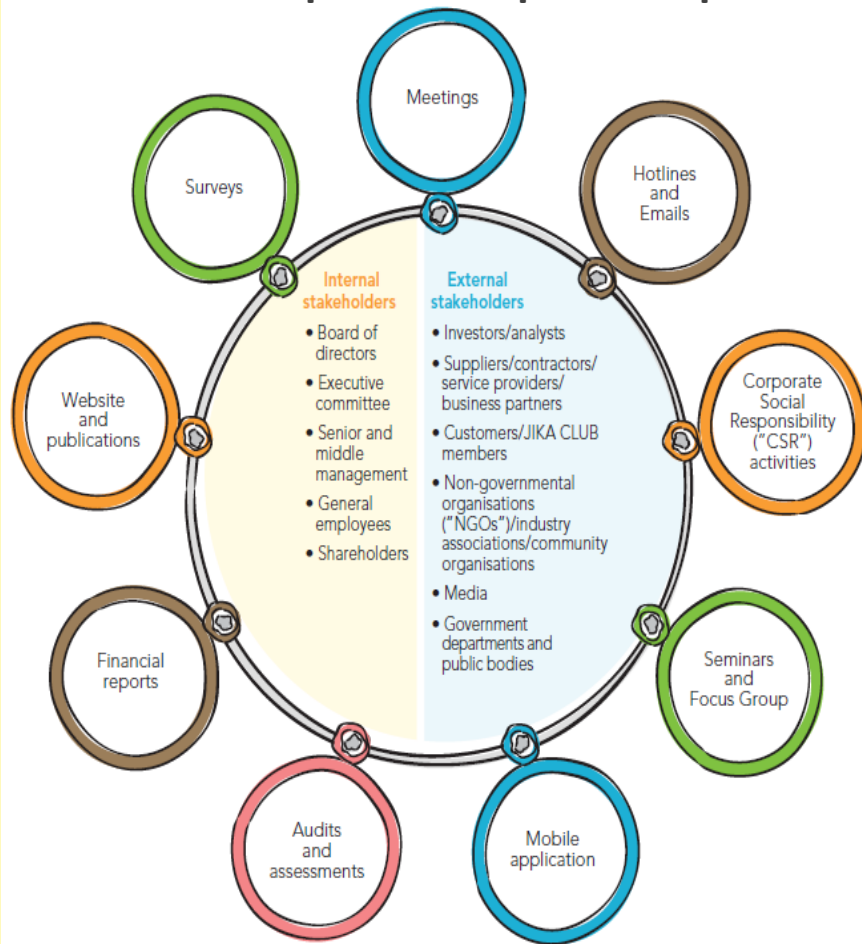 Meetings
Surveys
Hotlines
and
Emails
Website
and
publications
Corporate
Social
Responsibility
("CSR")
activities
Financial
reports
Seminars
and
Focus Group
Audits
and
assessments
Mobile
application
Internal
stakeholders
• Board of
directors
• Executive
committee
• Senior and
middle
management
• General
employees
• Shareholders
External
stakeholders
• Investors/analysts
• Suppliers/contractors/
service providers/
business partners
• Customers/JIKA CLUB
members
• Non-governmental
organisations
("NGOs")/industry
associations/community
organisations
• Media
• Government
departments and
public bodies